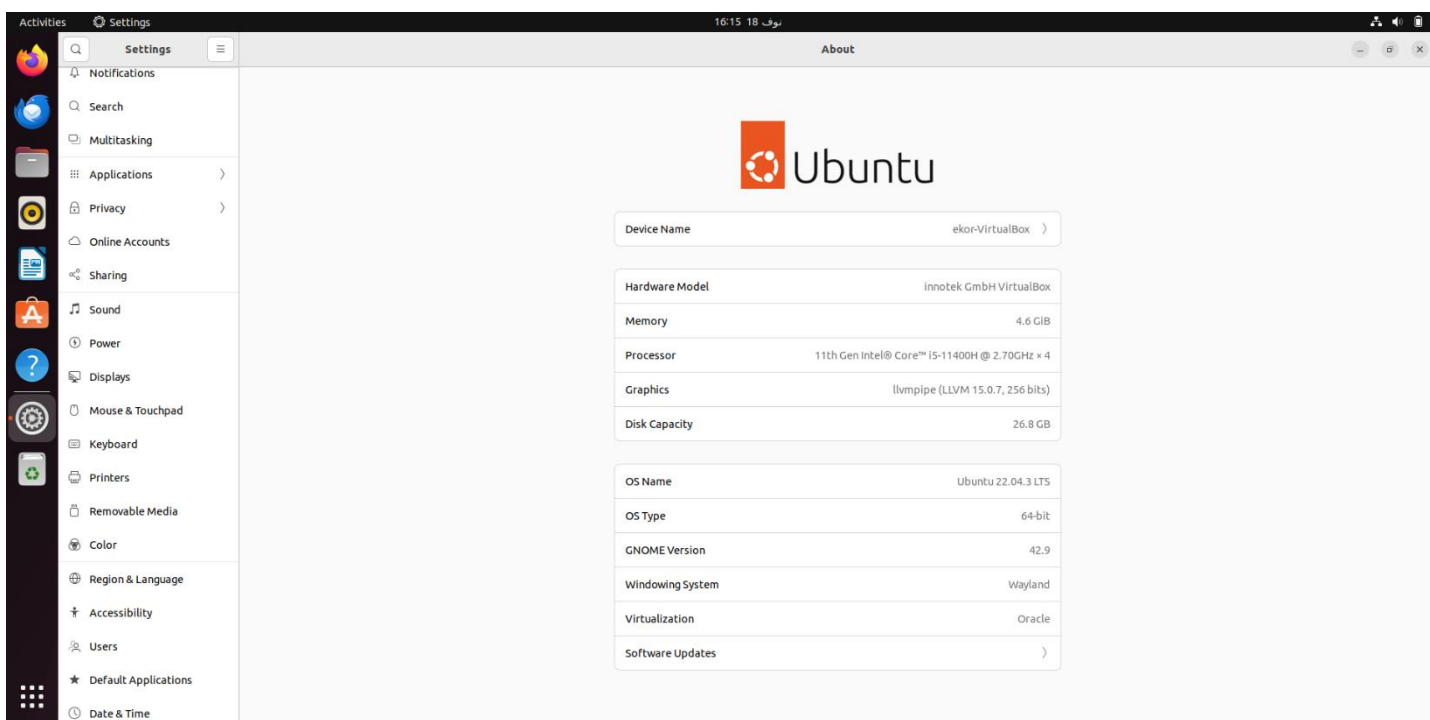 Activities Settings نوف 18 16:15
Settings About
Notifications
Search
Multitasking
Applications
Privacy
Online Accounts
Sharing
Sound
Power
Displays
Mouse & Touchpad
Keyboard
Printers
Removable Media
Color
Region & Language
Accessibility
Users
Default Applications
Date & Time
Ubuntu
Device Name ekor-VirtualBox
Hardware Model innotek GmbH VirtualBox
Memory 4.6 GiB
Processor 11th Gen Intel® Core™ i5-11400H @ 2.70GHz × 4
Graphics llvmpipe (LLVM 15.0.7, 256 bits)
Disk Capacity 26.8 GB
OS Name Ubuntu 22.04.3 LTS
OS Type 64-bit
GNOME Version 42.9
Windowing System Wayland
Virtualization Oracle
Software Updates